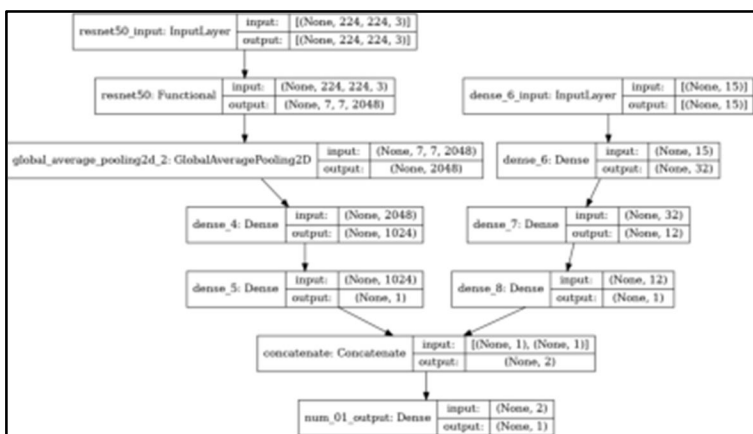 resnet50_input: InputLayer input: [(None, 224, 224, 3)]
output: [(None, 224, 224, 3)]
resnet50: Functional input: (None, 224, 224, 3)
output: (None, 7, 7, 2048)
dense_6_input: InputLayer input: [(None, 15)]
output: [(None, 15)]
global_average_pooling2d_2: GlobalAveragePooling2D input: (None, 7, 7, 2048)
output: (None, 2048)
dense_6: Dense input: (None, 15)
output: (None, 32)
dense_4: Dense input: (None, 2048)
output: (None, 1024)
dense_7: Dense input: (None, 32)
output: (None, 12)
dense_5: Dense input: (None, 1024)
output: (None, 1)
dense_8: Dense input: (None, 12)
output: (None, 1)
concatenate: Concatenate input: [(None, 1), (None, 1)]
output: (None, 2)
num_01_output: Dense input: (None, 2)
output: (None, 1)